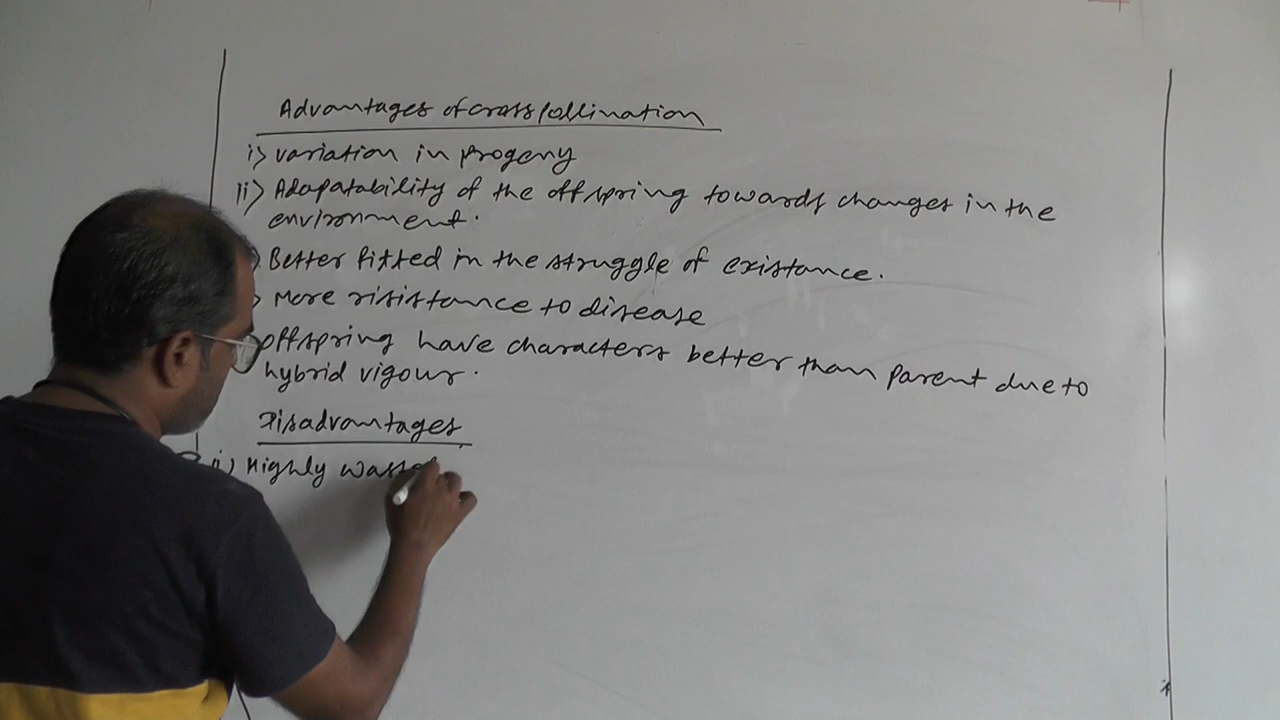 Advantages of cross pollination
i) variation in progeny
ii) Adapatability of the offspring towards changes in the
environment.
) Better fitted in the struggle of existance.
) More risistance to disease
offspring have characters better than parent due to
hybrid vigour.
Disadvantages
i) Highly